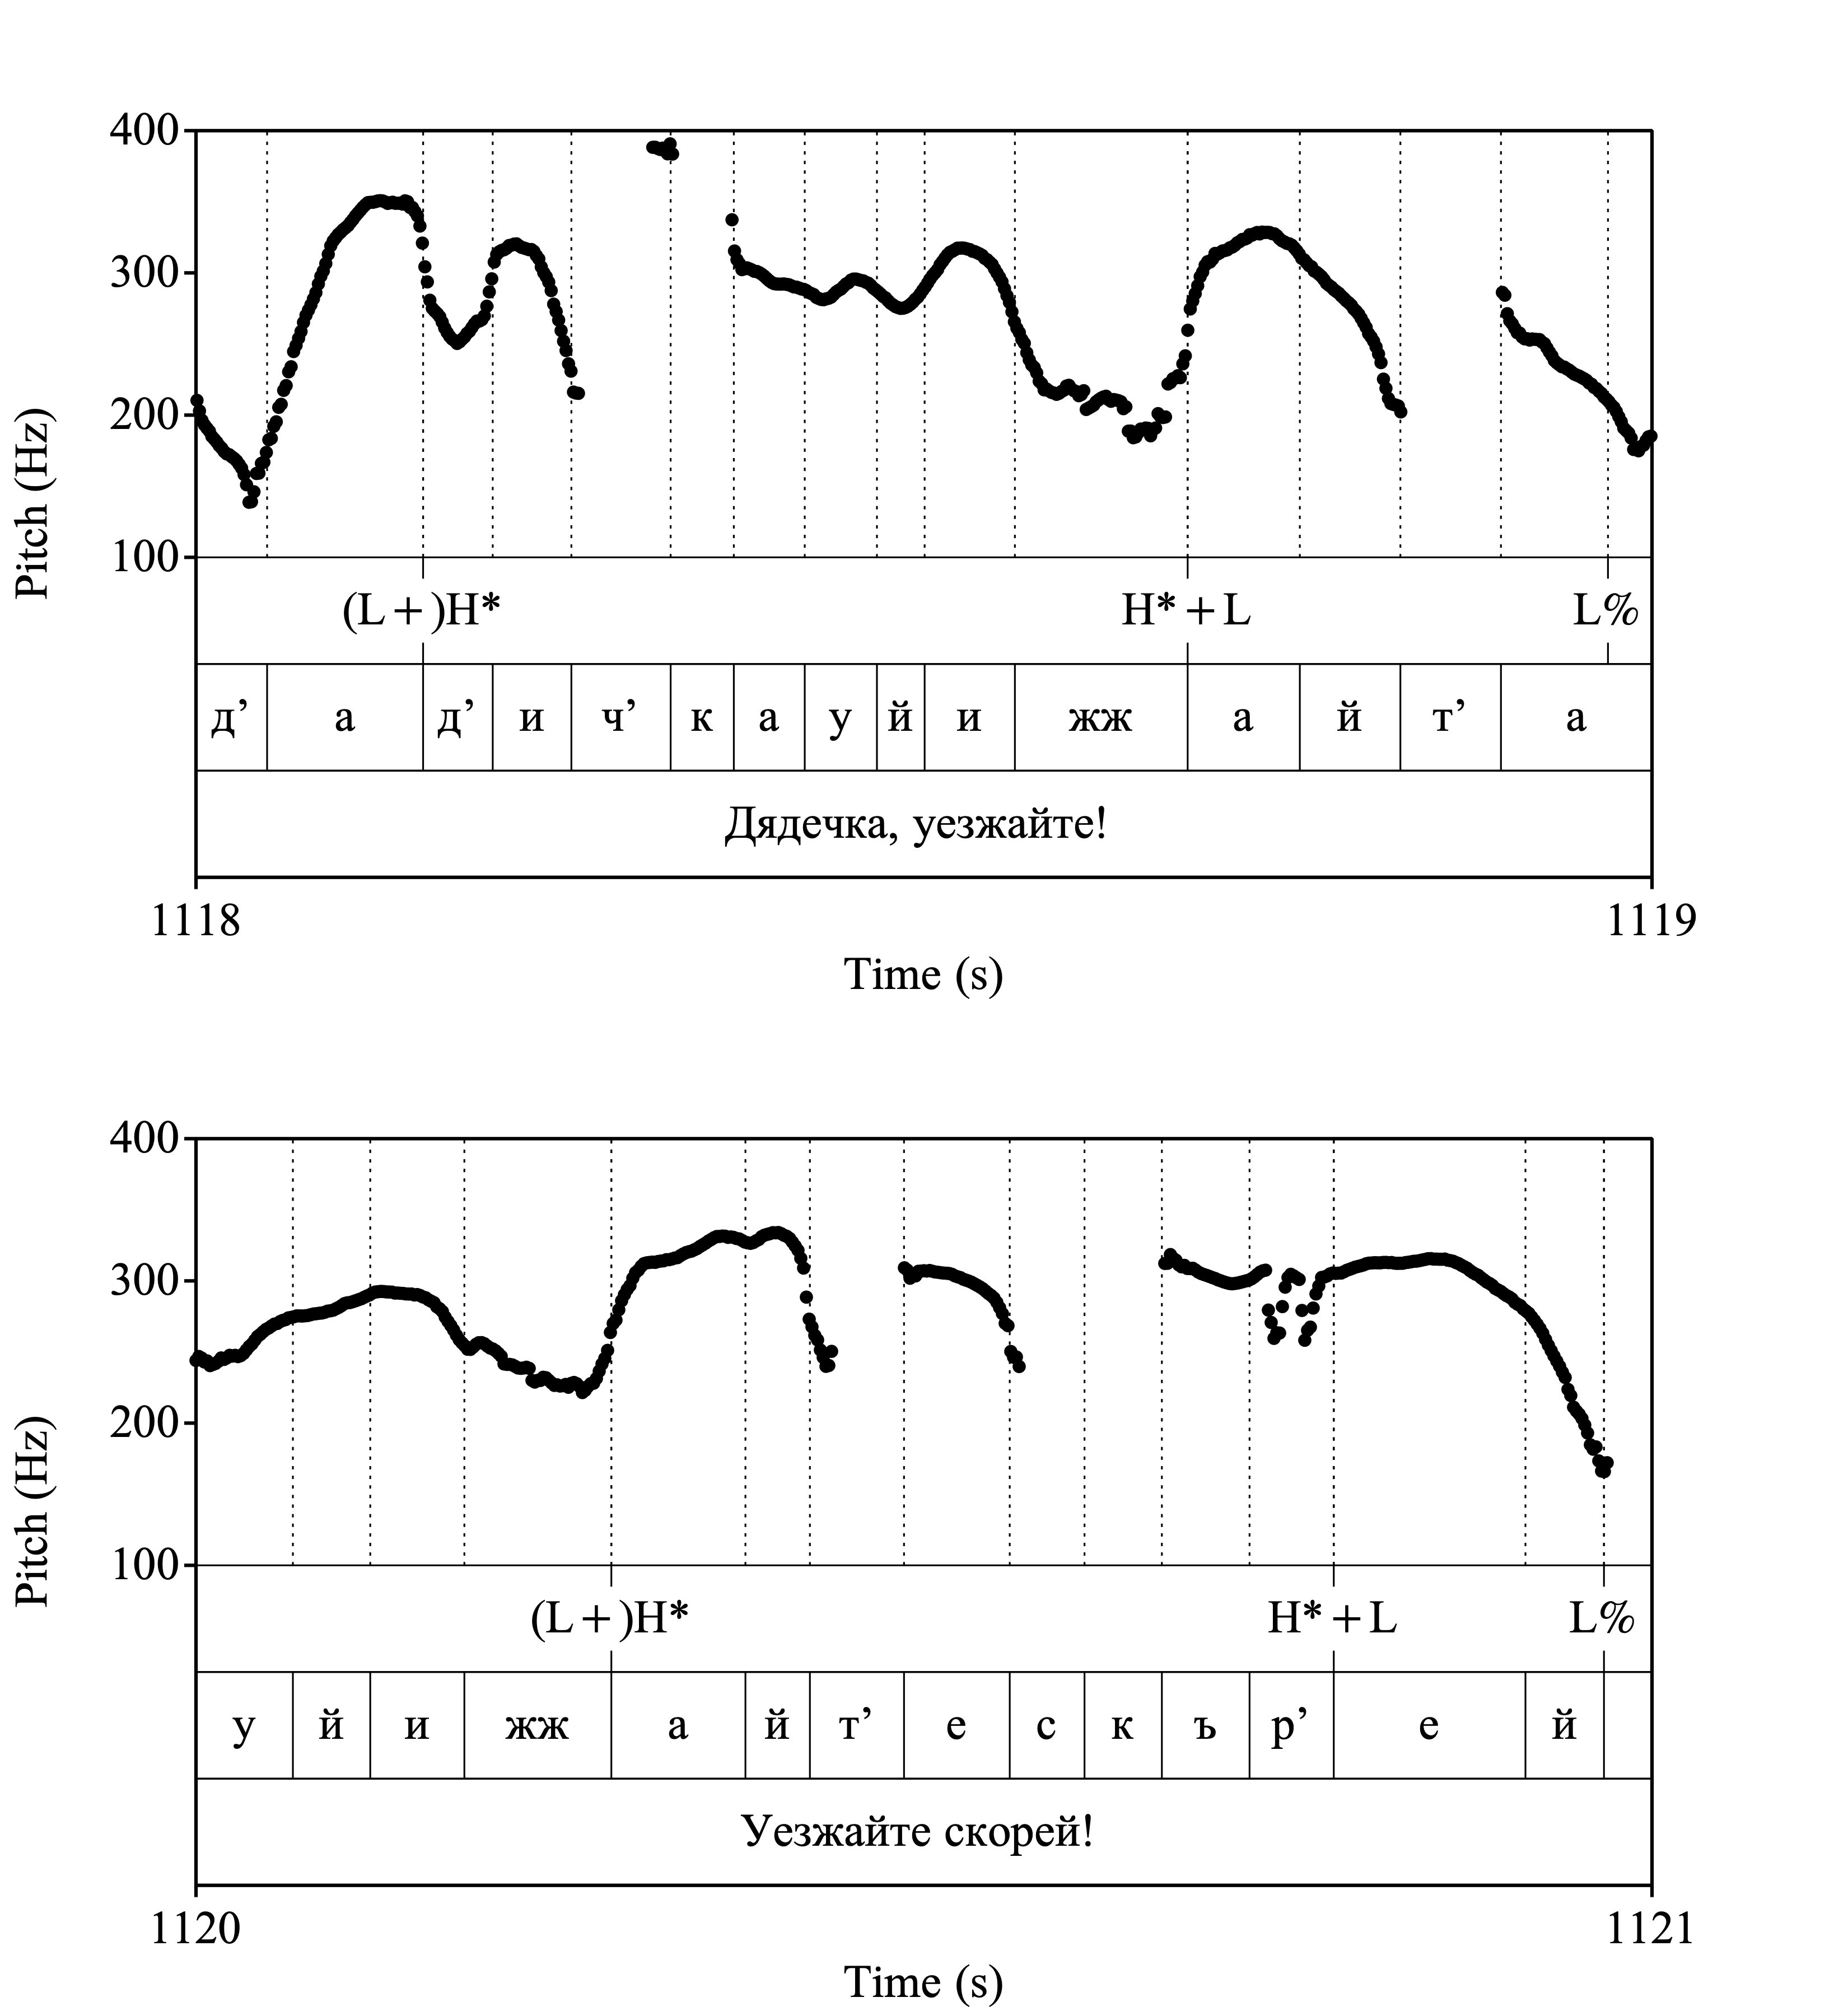 400
300
200
100
Pitch (Hz)
(L+)H* H*+L L%
д’ а д’ и ч’ к а у й и жж а й т’ а
Дядечка, уезжайте!
1118 1119
Time (s)
400
300
200
100
Pitch (Hz)
(L+)H* H*+L L%
у й и жж а й т’ е с к ъ р’ е й
Уезжайте скорей!
1120 1121
Time (s)